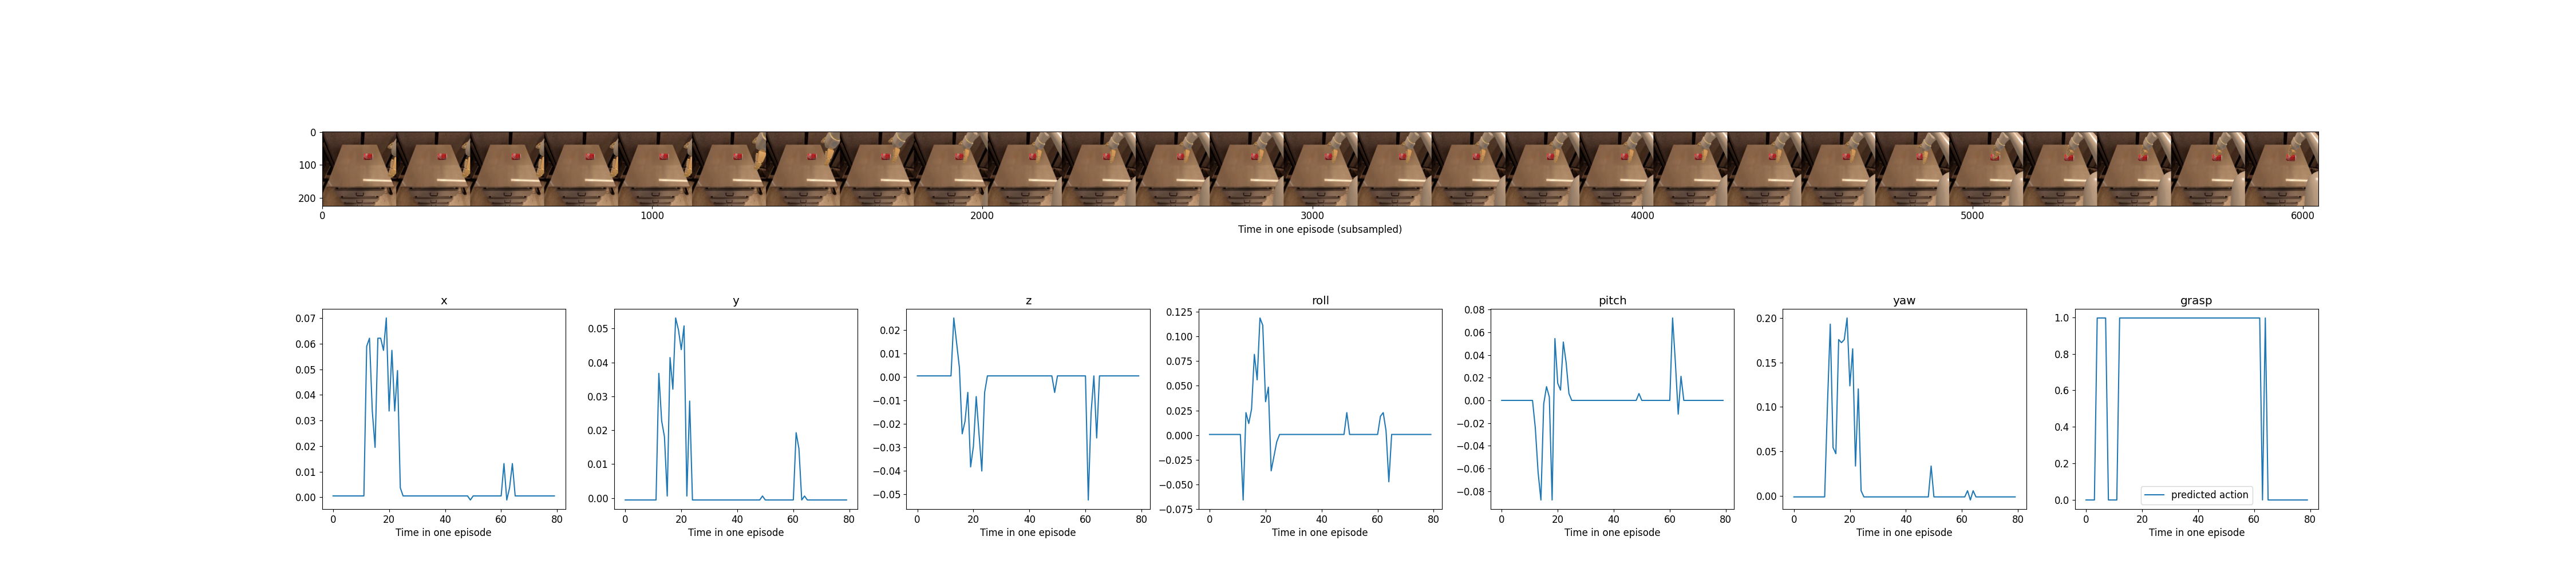 0
100
200
0 1000 2000 3000 4000 5000 6000
Time in one episode (subsampled)
x
0.07
0.06
0.05
0.04
0.03
0.02
0.01
0.00
0 20 40 60 80
Time in one episode
y
0.05
0.04
0.03
0.02
0.01
0.00
0 20 40 60 80
Time in one episode
z
0.02
0.01
0.00
−0.01
−0.02
−0.03
−0.04
−0.05
0 20 40 60 80
Time in one episode
roll
0.125
0.100
0.075
0.050
0.025
0.000
−0.025
−0.050
−0.075
0 20 40 60 80
Time in one episode
pitch
0.08
0.06
0.04
0.02
0.00
−0.02
−0.04
−0.06
−0.08
0 20 40 60 80
Time in one episode
yaw
0.20
0.15
0.10
0.05
0.00
0 20 40 60 80
Time in one episode
grasp
1.0
0.8
0.6
0.4
0.2
0.0
predicted action
0 20 40 60 80
Time in one episode